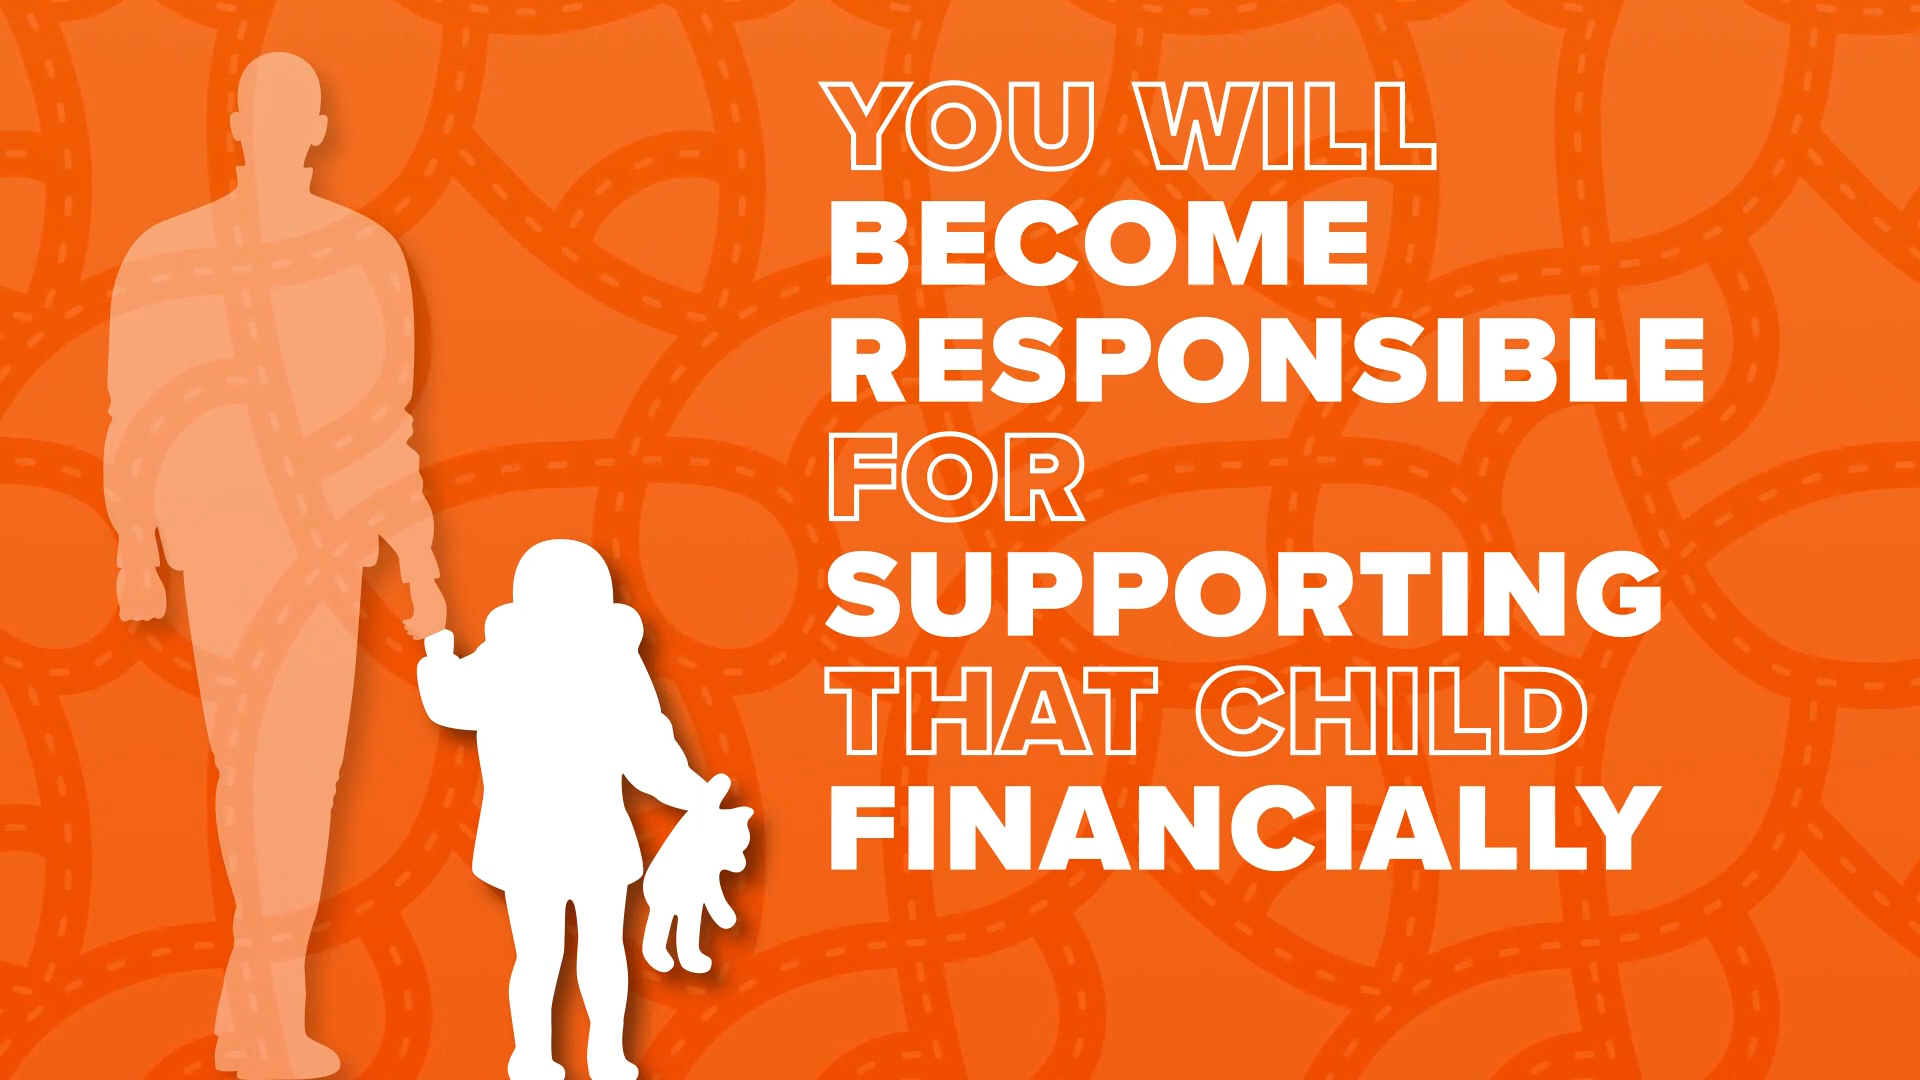 YOU WILL
BECOME
RESPONSIBLE
FOR
SUPPORTING
THAT CHILD
FINANCIALLY